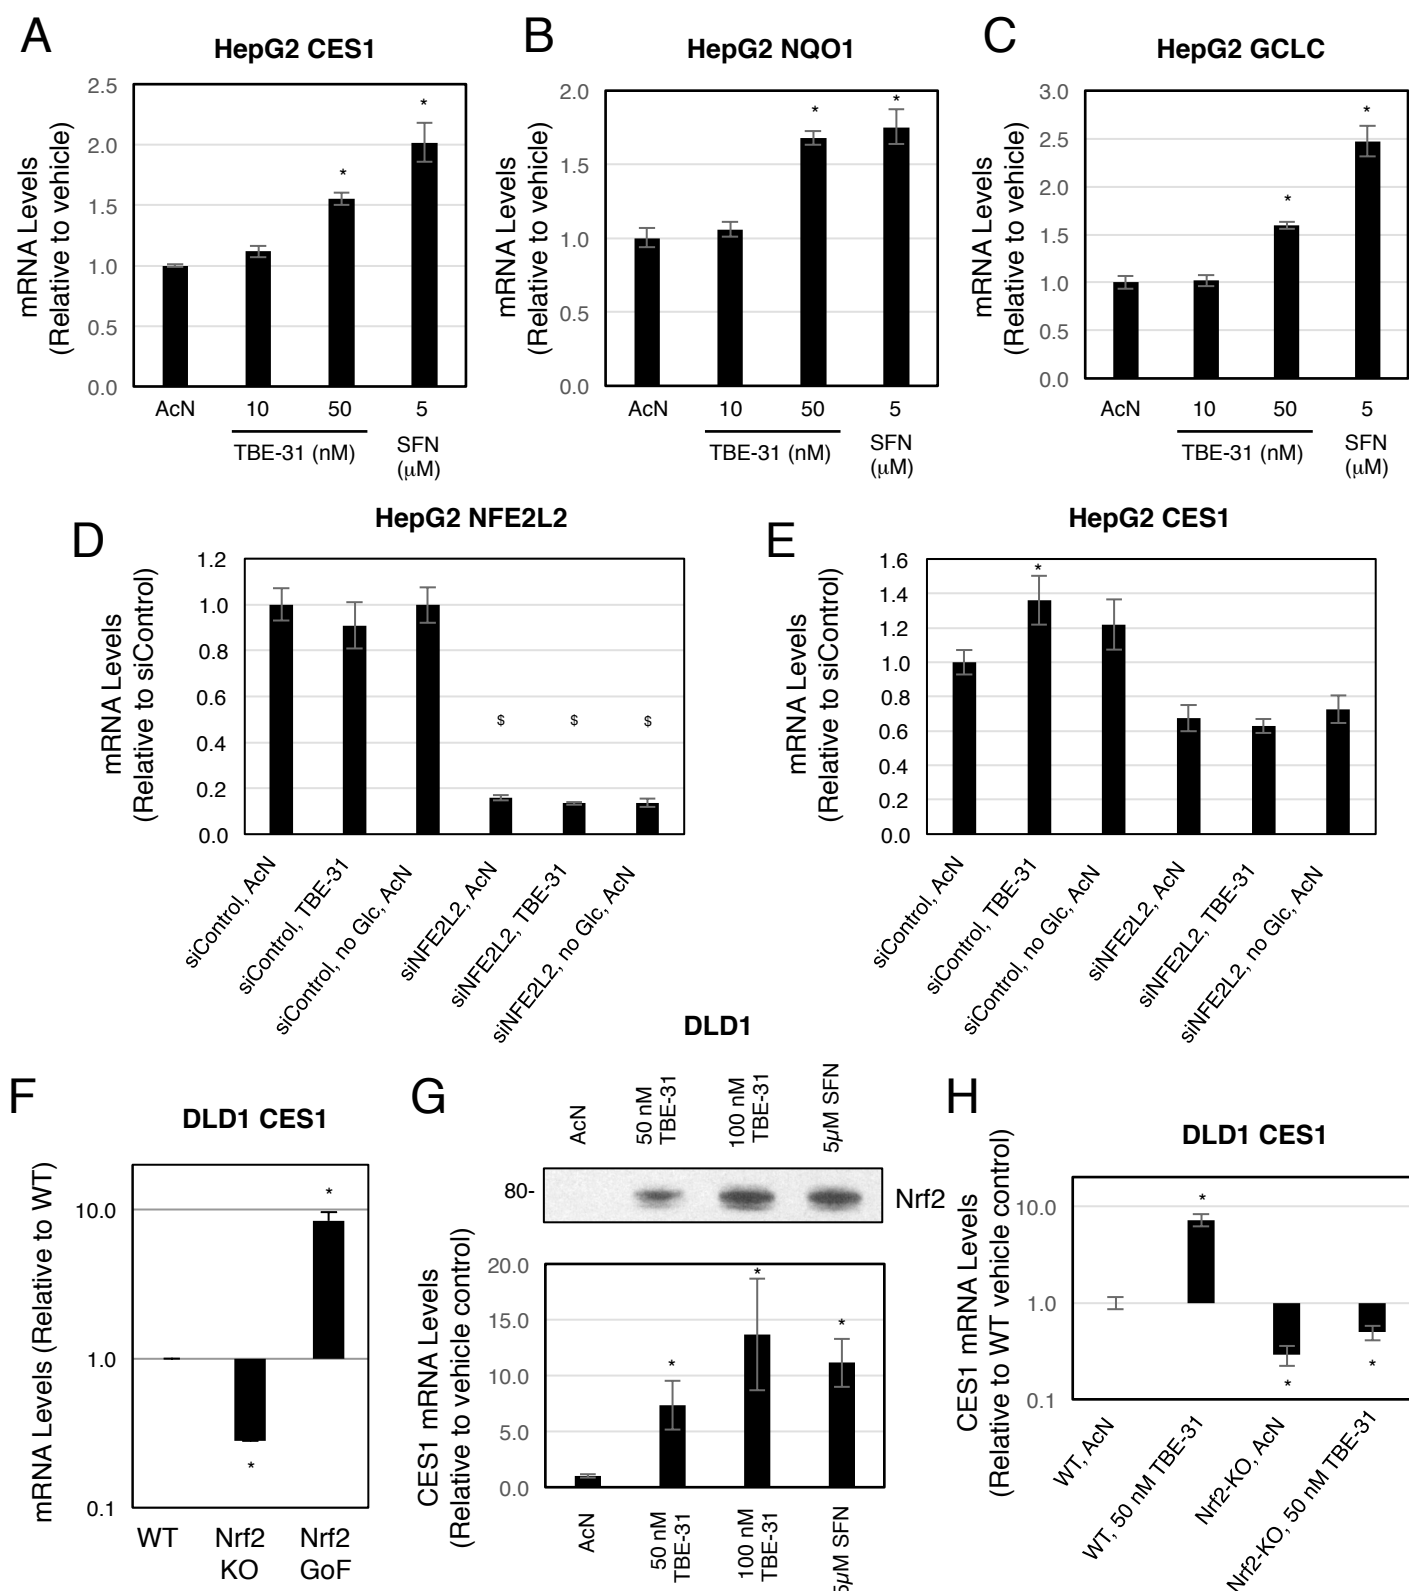 A
HepG2 CES1
mRNA Levels
(Relative to vehicle)
2.5
2.0
1.5
1.0
0.5
0.0
*
*
AcN 10 50 5
TBE-31 (nM)
SFN
(μM)
B
HepG2 NQO1
mRNA Levels
(Relative to vehicle)
2.0
1.5
1.0
0.5
0.0
*
*
AcN 10 50 5
TBE-31 (nM)
SFN
(μM)
C
HepG2 GCLC
mRNA Levels
(Relative to vehicle)
3.0
2.5
2.0
1.5
1.0
0.5
0.0
*
*
AcN 10 50 5
TBE-31 (nM)
SFN
(μM)
D
HepG2 NFE2L2
mRNA Levels
(Relative to siControl)
1.2
1.0
0.8
0.6
0.4
0.2
0.0
$ $ $
siControl, AcN
siControl, TBE-31
siControl, no Glc, AcN
siNFE2L2, AcN
siNFE2L2, TBE-31
siNFE2L2, no Glc, AcN
E
HepG2 CES1
mRNA Levels
(Relative to siControl)
1.6
1.4
1.2
1.0
0.8
0.6
0.4
0.2
0.0
*
siControl, AcN
siControl, TBE-31
siControl, no Glc, AcN
siNFE2L2, AcN
siNFE2L2, TBE-31
siNFE2L2, no Glc, AcN
F
DLD1 CES1
mRNA Levels (Relative to WT)
10.0
1.0
0.1
*
*
WT
Nrf2
KO
Nrf2
GoF
G
DLD1
AcN
50 nM
TBE-31
100 nM
TBE-31
5μM SFN
80-
Nrf2
CES1 mRNA Levels
(Relative to vehicle control)
20.0
15.0
10.0
5.0
0.0
*
*
*
AcN
50 nM
TBE-31
100 nM
TBE-31
5μM SFN
H
DLD1 CES1
CES1 mRNA Levels
(Relative to WT vehicle control)
10.0
1.0
0.1
*
*
*
WT, AcN
WT, 50 nM TBE-31
Nrf2-KO, AcN
Nrf2-KO, 50 nM TBE-31